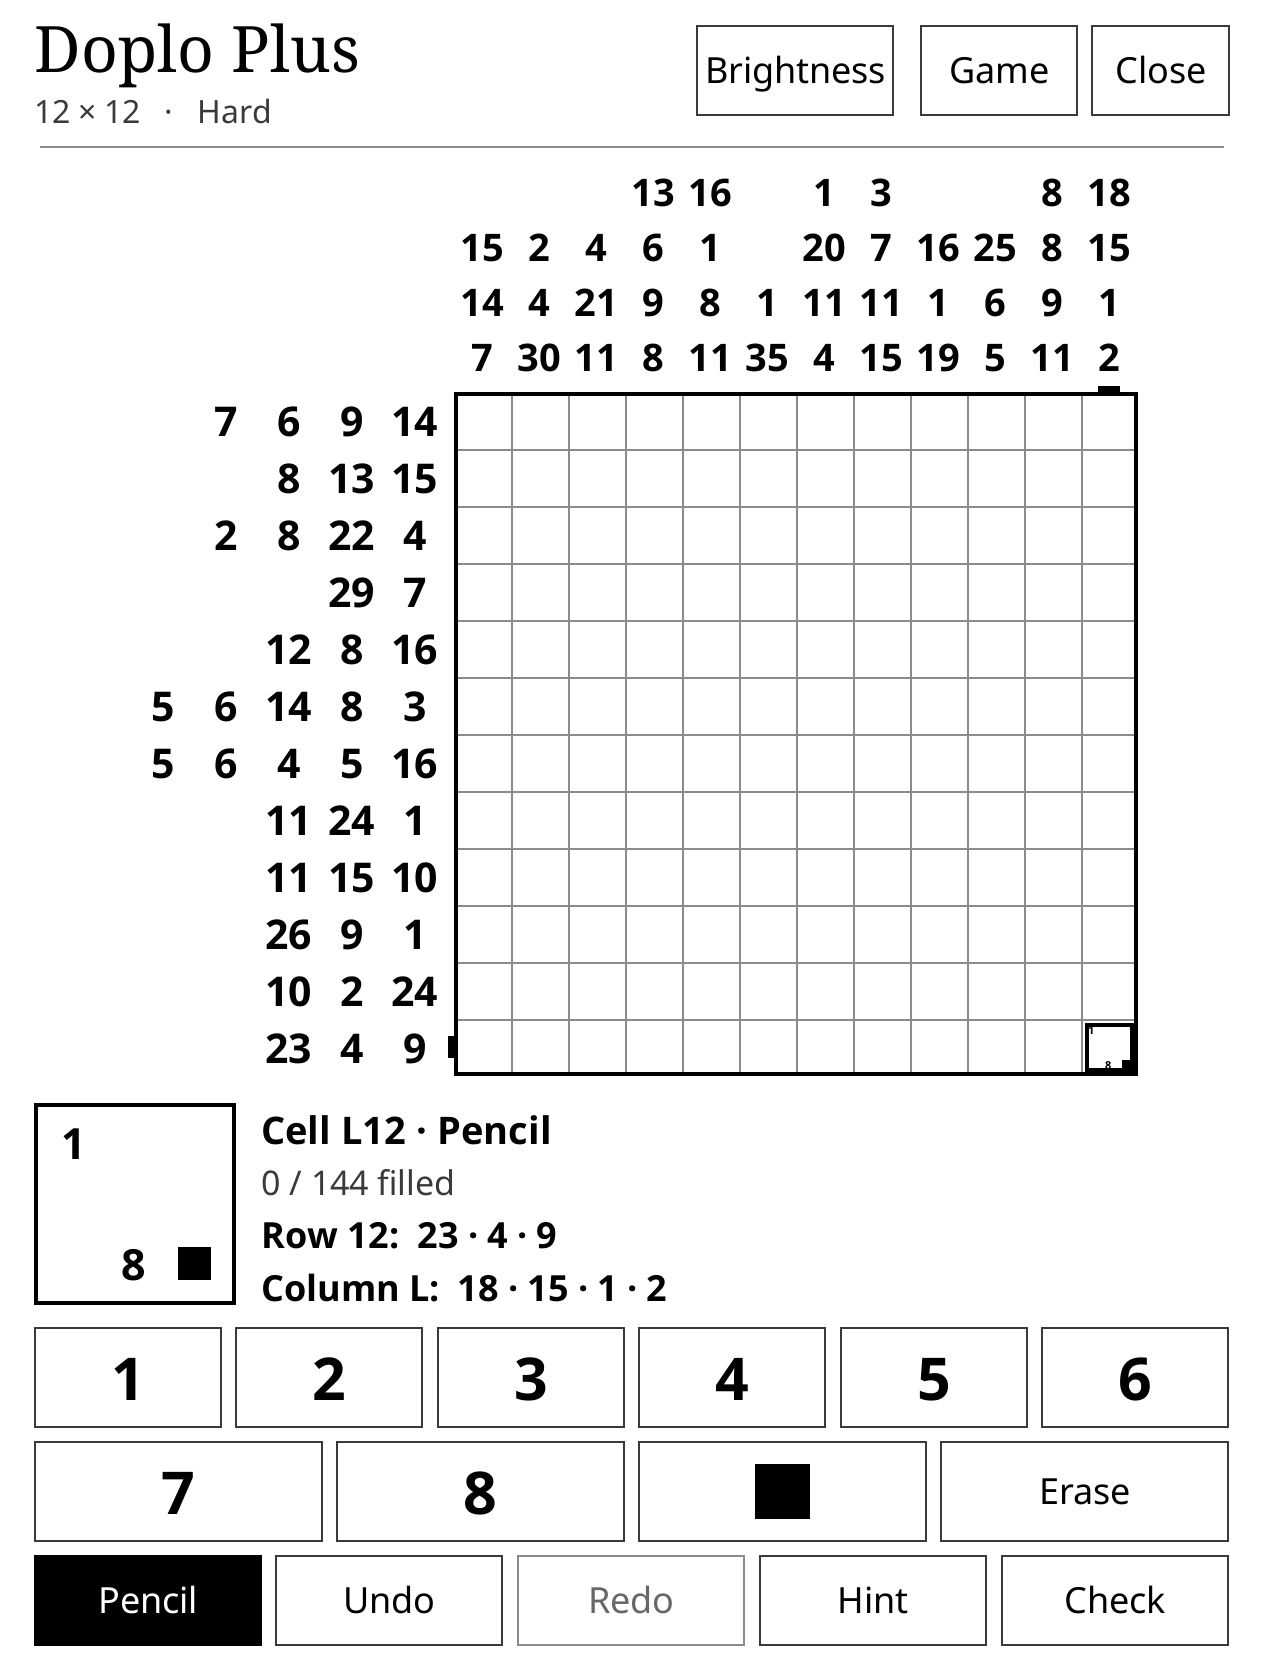 Doplo Plus
12 × 12 · Hard
Brightness Game Close
13 16 1 3 8 18
15 2 4 6 1 20 7 16 25 8 15
14 4 21 9 8 1 11 11 1 6 9 1
7 30 11 8 11 35 4 15 19 5 11 2
7 6 9 14
8 13 15
2 8 22 4
29 7
12 8 16
5 6 14 8 3
5 6 4 5 16
11 24 1
11 15 10
26 9 1
10 2 24
23 4 9
1
8
1
8
Cell L12 · Pencil
0 / 144 filled
Row 12: 23 · 4 · 9
Column L: 18 · 15 · 1 · 2
1 2 3 4 5 6
7 8 Erase
Pencil Undo Redo Hint Check